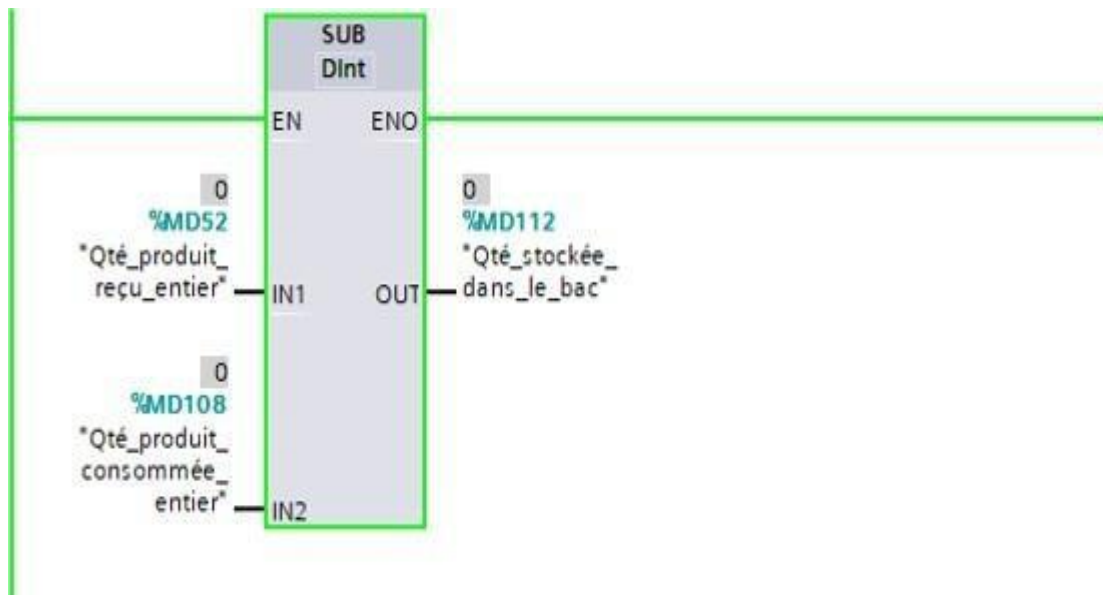 SUB
DInt
EN ENO
0
%MD52
"Qté_produit_
reçu_entier"
IN1
0
%MD112
"Qté_stockée_
dans_le_bac"
OUT
0
%MD108
"Qté_produit_
consommée_
entier"
IN2